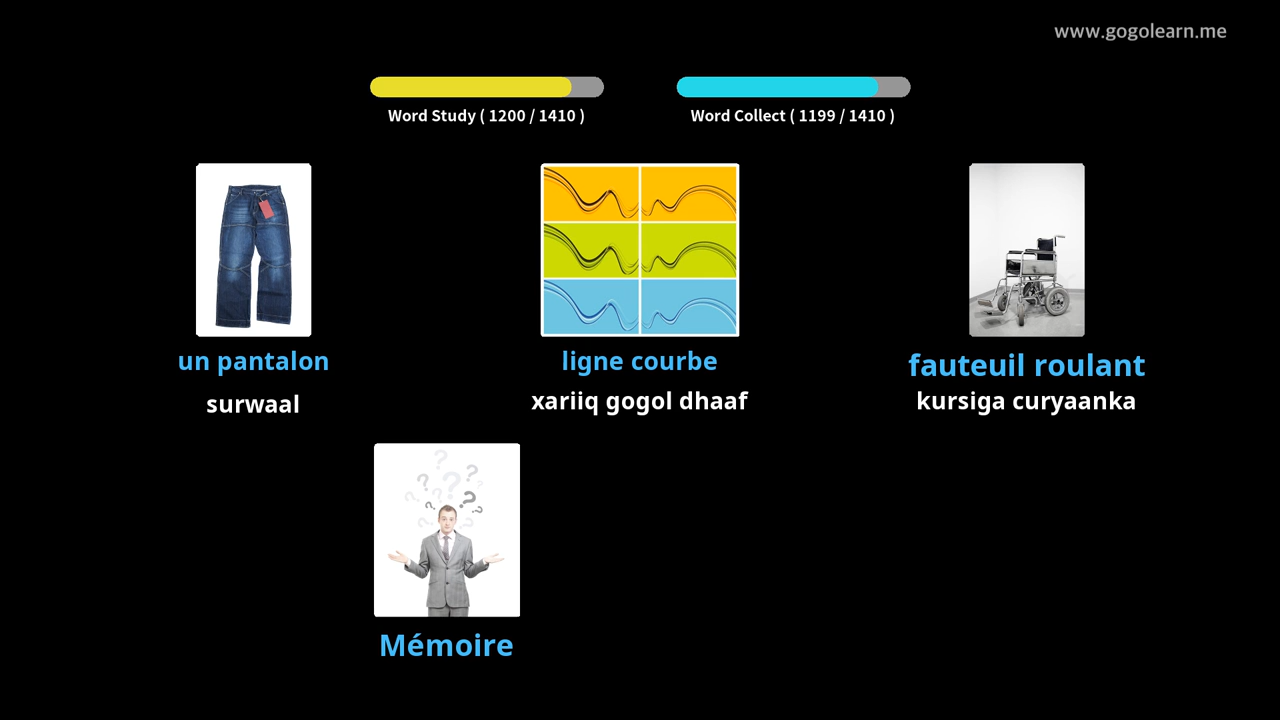 www.gogolearn.me
Word Study ( 1200 / 1410 )
Word Collect ( 1199 / 1410 )
un pantalon
surwaal
ligne courbe
xariiq gogol dhaaf
fauteuil roulant
kursiga curyaanka
Mémoire